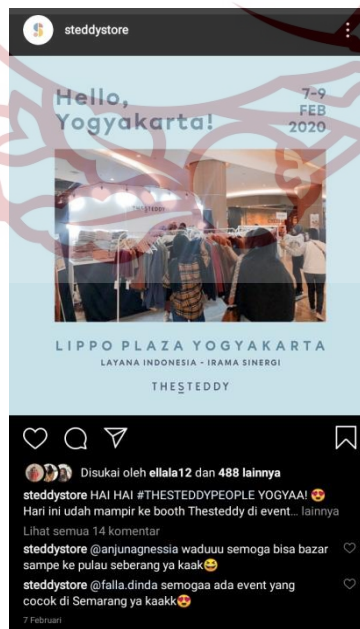 steddystore
Hello,
Yogyakarta!
7-9
FEB
2020
THESTEDDY
LIPPO PLAZA YOGYAKARTA
LAYANA INDONESIA - IRAMA SINERGI
THESTEDDY
Disukai oleh ellala12 dan 488 lainnya
steddystore HAI HAI #THESTEDDYPEOPLE YOGYAA! 😍
Hari ini udah mampir ke booth Thesteddy di event... lainnya
Lihat semua 14 komentar
steddystore @anjunagnessia waduuu semoga bisa bazar
sampe ke pulau seberang ya kaak😅
steddystore @falla.dinda semogaa ada event yang
cocok di Semarang ya kaakk😍
7 Februari